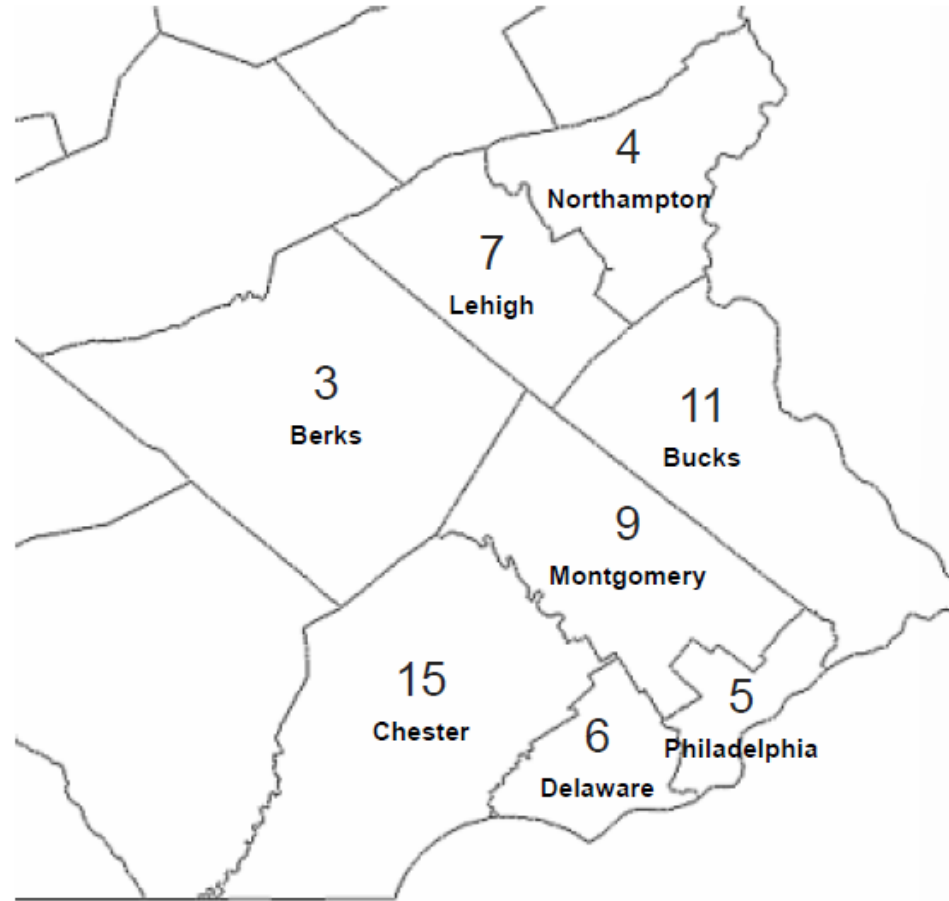 4
Northampton
7
Lehigh
3
Berks
11
Bucks
9
Montgomery
15
Chester
5
Philadelphia
6
Delaware